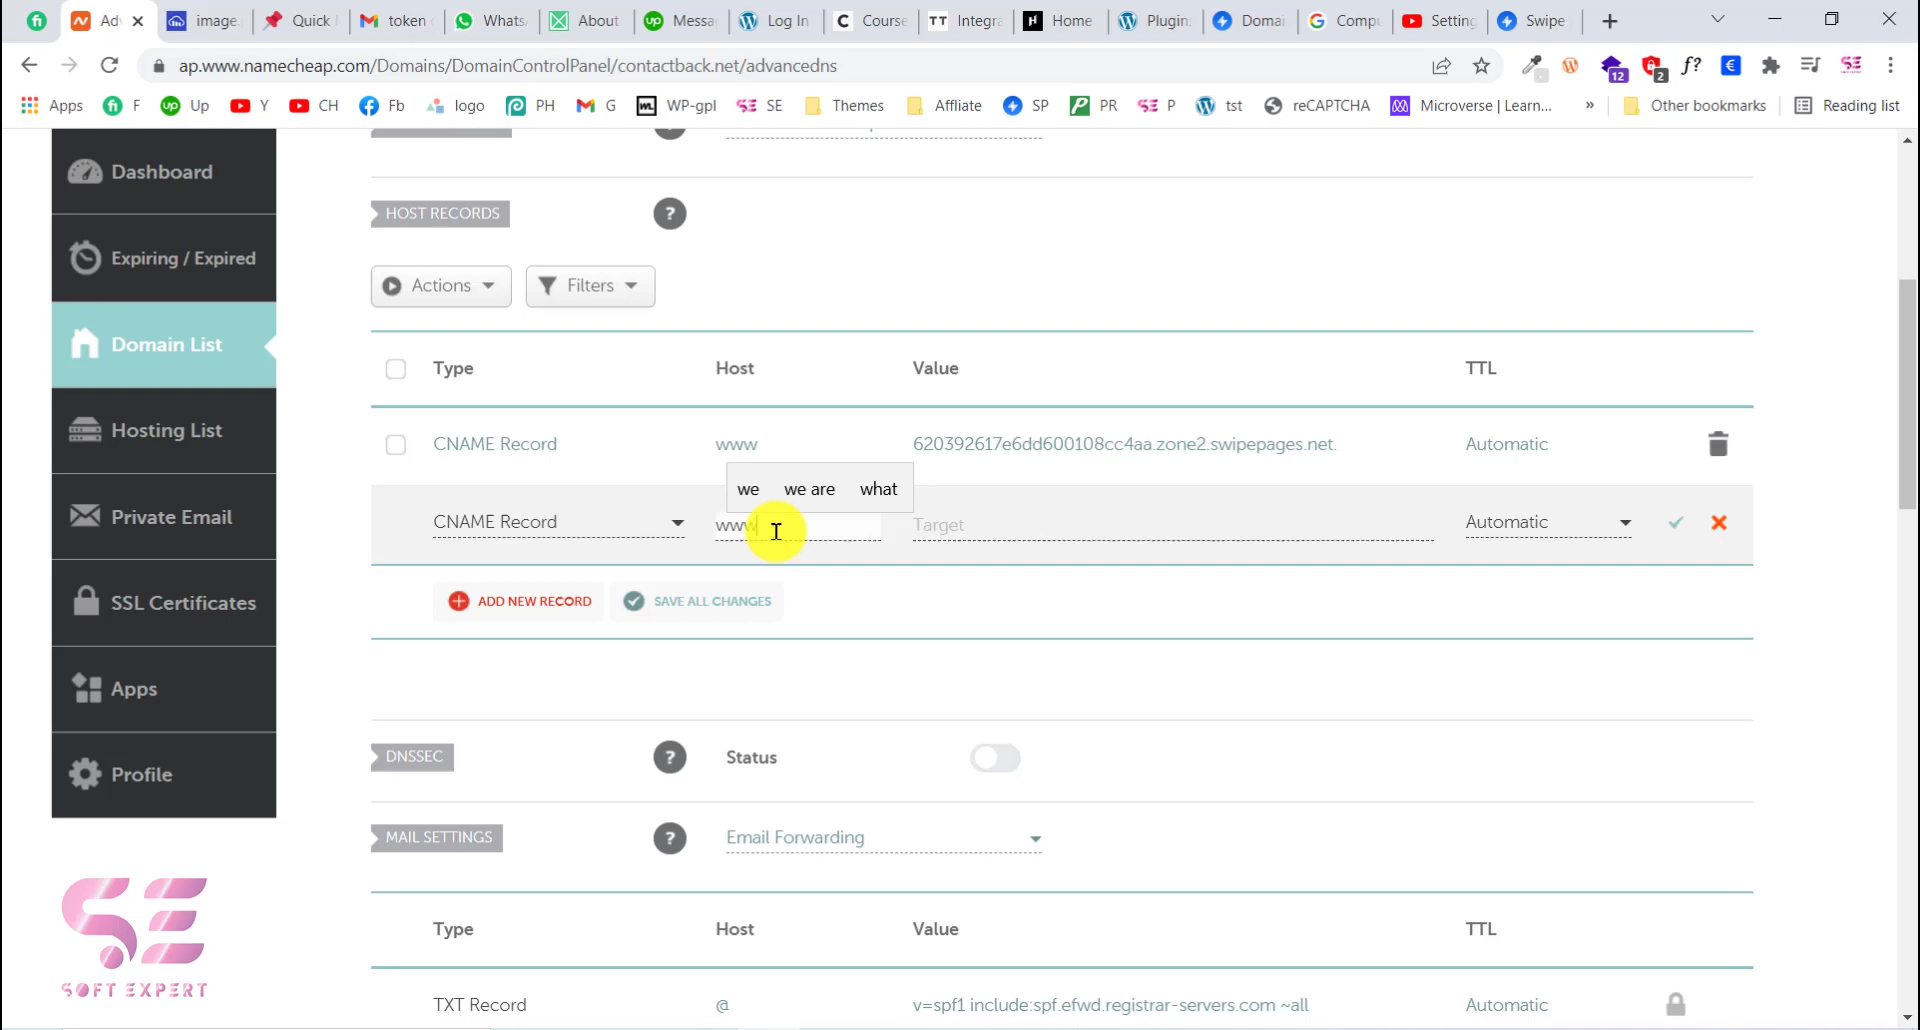 Adv
image.
Quick
token
Whats
About
Messa
Log In
Course
Integra
Home
Plugin
Domai
Compu
Setting
Swipe
ap.www.namecheap.com/Domains/DomainControlPanel/contactback.net/advancedns
12
2
f?
Apps
F
Up
Y
CH
Fb
logo
PH
G
WP-gpl
SE
Themes
Affliate
SP
PR
P
tst
reCAPTCHA
Microverse | Learn...
»
Other bookmarks
Reading list
Dashboard
Expiring / Expired
Domain List
Hosting List
Private Email
SSL Certificates
Apps
Profile
HOST RECORDS ?
Actions Filters
Type Host Value TTL
CNAME Record www 620392617e6dd600108cc4aa.zone2.swipepages.net. Automatic
we we are what
CNAME Record www Target Automatic
ADD NEW RECORD SAVE ALL CHANGES
DNSSEC ? Status
MAIL SETTINGS ? Email Forwarding
Type Host Value TTL
TXT Record @ v=spf1 include:spf.efwd.registrar-servers.com ~all Automatic
SE
SOFT EXPERT